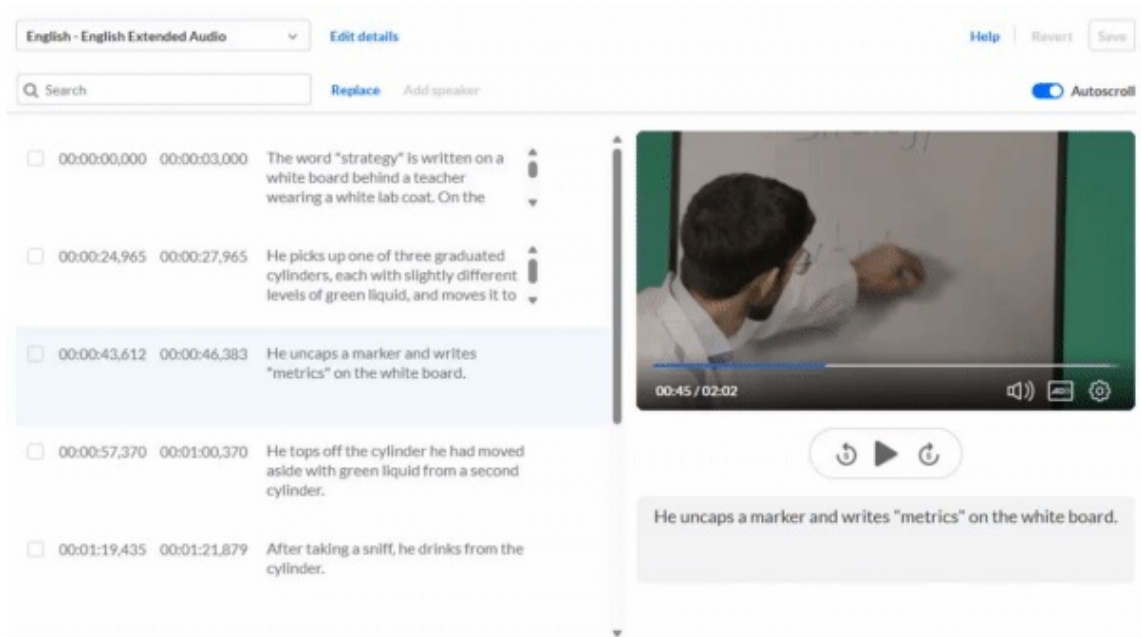 English - English Extended Audio
Edit details
Help
Revert
Save
Search
Replace
Add speaker
Autoscroll
00:00:00,000 00:00:03,000 The word "strategy" is written on a
white board behind a teacher
wearing a white lab coat. On the
00:00:24,965 00:00:27,965 He picks up one of three graduated
cylinders, each with slightly different
levels of green liquid, and moves it to
00:00:43,612 00:00:46,383 He uncaps a marker and writes
"metrics" on the white board.
00:00:57,370 00:01:00,370 He tops off the cylinder he had moved
aside with green liquid from a second
cylinder.
00:01:19,435 00:01:21,879 After taking a sniff, he drinks from the
cylinder.
Strategy
00:45 / 02:02
He uncaps a marker and writes "metrics" on the white board.